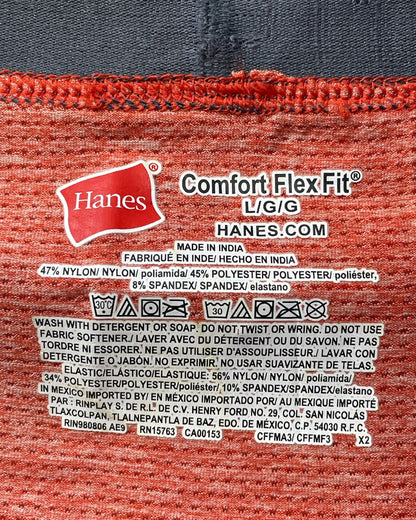 Hanes®
Comfort FlexFit®
L/G/G
HANES.COM
MADE IN INDIA
FABRIQUÉ EN INDE/ HECHO EN INDIA
47% NYLON/ NYLON/ poliamida/ 45% POLYESTER/ POLYESTER/ poliéster,
8% SPANDEX/ SPANDEX/ elastano
30°C
30
WASH WITH DETERGENT OR SOAP. DO NOT TWIST OR WRING. DO NOT USE
FABRIC SOFTENER./ LAVER AVEC DU DÉTERGENT OU DU SAVON. NE PAS
TORDRE NI ESSORER. NE PAS UTILISER D'ASSOUPLISSEUR./ LAVAR CON
DETERGENTE O JABÓN. NO EXPRIMIR. NO USAR SUAVIZANTE DE TELAS.
ELASTIC/ÉLASTICO/ELASTIQUE: 56% NYLON/ NYLON/ poliamida/
34% POLYESTER/POLYESTER/poliéster/ 10% SPANDEX/SPANDEX/elastano
EN MEXICO IMPORTED BY/ EN MÉXICO IMPORTADO POR/ AU MEXIQUE IMPORTÉ
PAR : RINPLAY S. DE R.L. DE C.V. HENRY FORD NO. 29, COL. SAN NICOLÁS
TLAXCOLPAN, TLALNEPANTLA DE BAZ, EDO. DE MÉXICO, C.P. 54030 R.F.C.
RIN980806 AE9 RN15763 CA00153 CFFMA3/ CFFMF3 X2